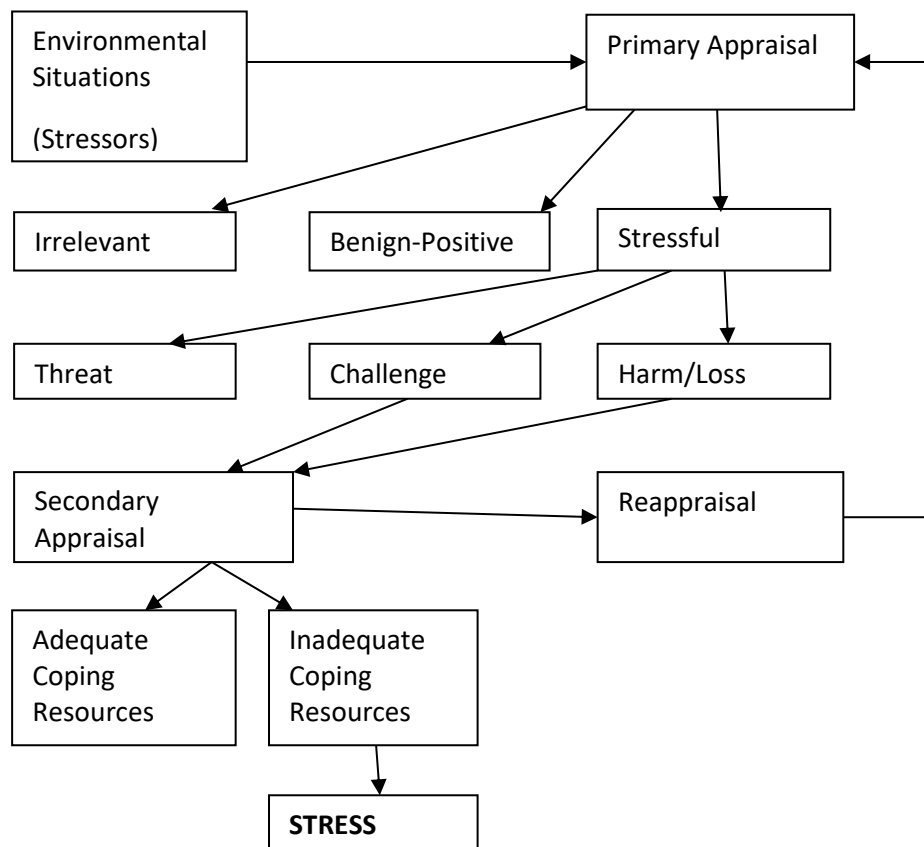 Environmental
Situations
(Stressors)
Primary Appraisal
Irrelevant
Benign-Positive
Stressful
Threat
Challenge
Harm/Loss
Secondary
Appraisal
Reappraisal
Adequate
Coping
Resources
Inadequate
Coping
Resources
STRESS